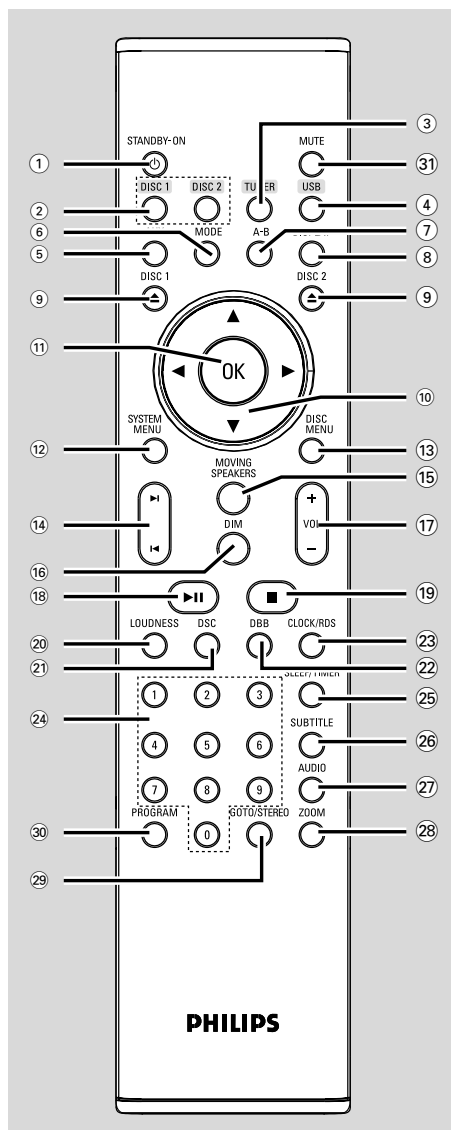 ③
STANDBY-ON MUTE
① ㉛
DISC 1 DISC 2 TUNER USB
② ④
⑥ MODE A-B ⑦
⑤ ⑧
DISC 1 DISC 2
⑨ ⑨
⑪ OK
⑩
SYSTEM MENU DISC MENU
⑫ ⑬
MOVING SPEAKERS
⑮
⑭ + VOL − ⑰
DIM
⑯
⑱ ⑲
LOUDNESS DSC DBB CLOCK/RDS
⑳ ㉓
㉑ ㉒
SLEEP/TIMER
㉔ 1 2 3 ㉕
SUBTITLE
4 5 6 ㉖
AUDIO
7 8 9 ㉗
PROGRAM GOTO/STEREO ZOOM
㉚ 0 ㉘
㉙
PHILIPS